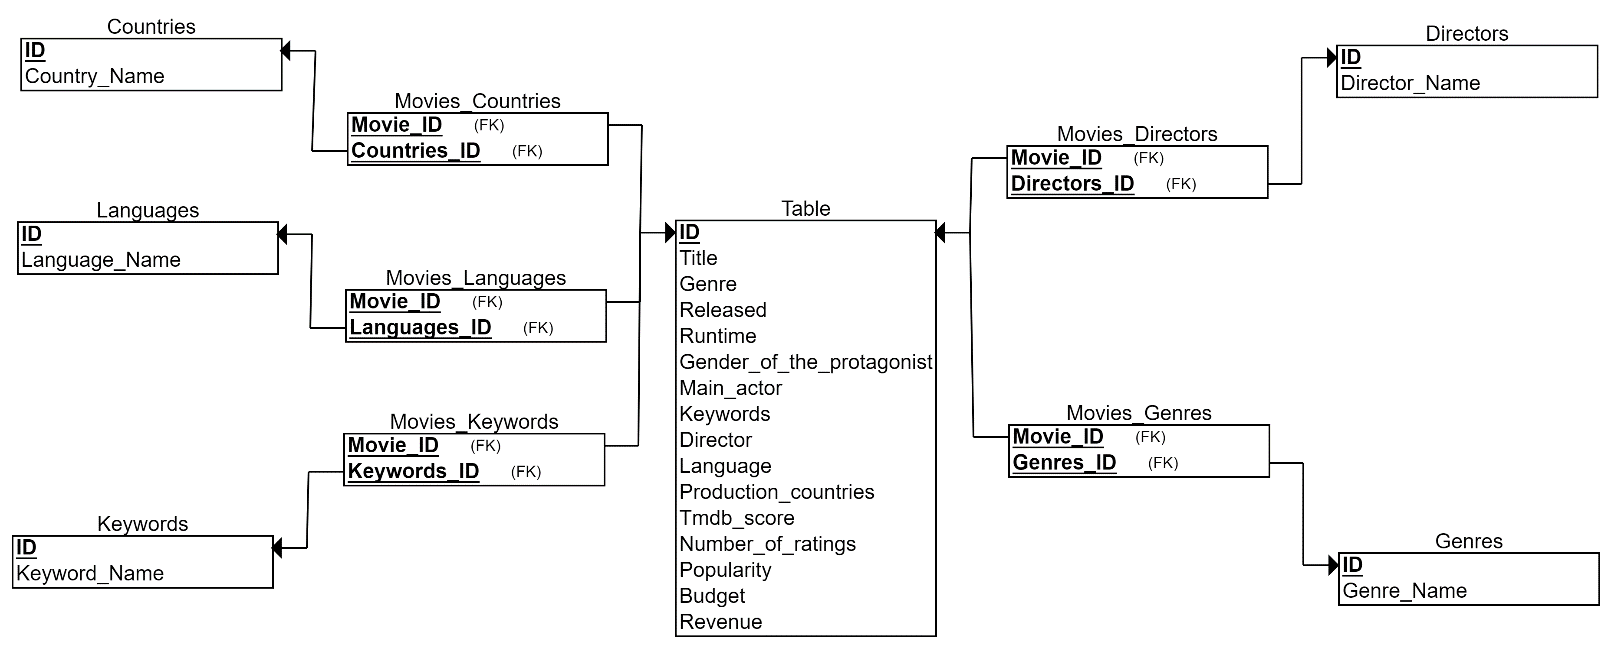 Countries
ID
Country_Name
Movies_Countries
Movie_ID (FK)
Countries_ID (FK)
Languages
ID
Language_Name
Movies_Languages
Movie_ID (FK)
Languages_ID (FK)
Movies_Keywords
Movie_ID (FK)
Keywords_ID (FK)
Keywords
ID
Keyword_Name
Table
ID
Title
Genre
Released
Runtime
Gender_of_the_protagonist
Main_actor
Keywords
Director
Language
Production_countries
Tmdb_score
Number_of_ratings
Popularity
Budget
Revenue
Directors
ID
Director_Name
Movies_Directors
Movie_ID (FK)
Directors_ID (FK)
Movies_Genres
Movie_ID (FK)
Genres_ID (FK)
Genres
ID
Genre_Name